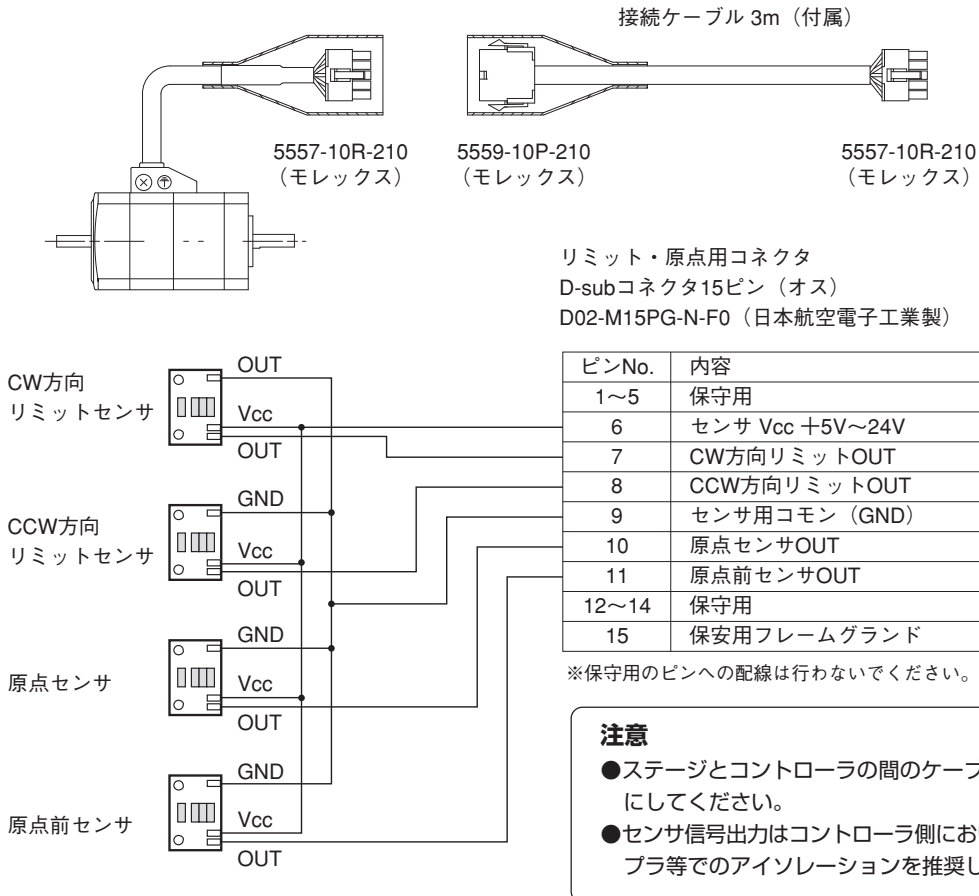 接続ケーブル 3m（付属）
5557-10R-210
（モレックス）
5559-10P-210
（モレックス）
5557-10R-210
（モレックス）
リミット・原点用コネクタ
D-subコネクタ15ピン（オス）
D02-M15PG-N-F0（日本航空電子工業製）
CW方向
リミットセンサ
OUT
Vcc
OUT
CCW方向
リミットセンサ
GND
Vcc
OUT
原点センサ
GND
Vcc
OUT
原点前センサ
GND
Vcc
OUT
ピンNo. 内容
1～5 保守用
6 センサ Vcc ＋5V～24V
7 CW方向リミットOUT
8 CCW方向リミットOUT
9 センサ用コモン（GND）
10 原点センサOUT
11 原点前センサOUT
12～14 保守用
15 保安用フレームグランド
※保守用のピンへの配線は行わないでください。
注意
●ステージとコントローラの間のケーブ
にしてください。
●センサ信号出力はコントローラ側にお
プラ等でのアイソレーションを推奨し